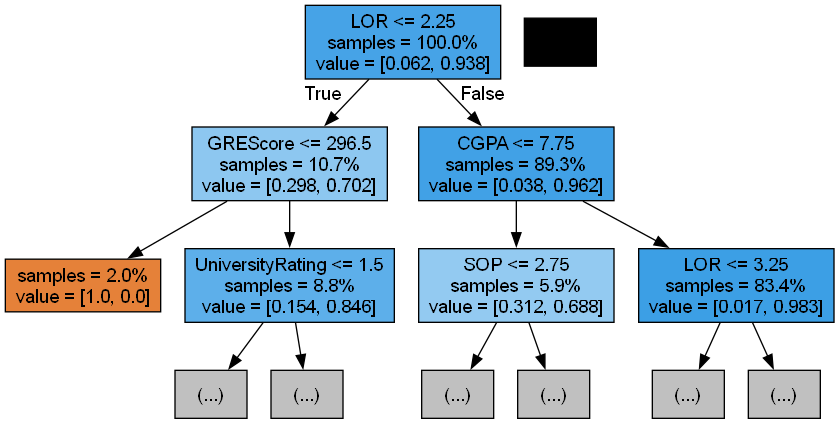 LOR <= 2.25
samples = 100.0%
value = [0.062, 0.938]
True
False
GREScore <= 296.5
samples = 10.7%
value = [0.298, 0.702]
CGPA <= 7.75
samples = 89.3%
value = [0.038, 0.962]
samples = 2.0%
value = [1.0, 0.0]
UniversityRating <= 1.5
samples = 8.8%
value = [0.154, 0.846]
SOP <= 2.75
samples = 5.9%
value = [0.312, 0.688]
LOR <= 3.25
samples = 83.4%
value = [0.017, 0.983]
(...)
(...)
(...)
(...)
(...)
(...)